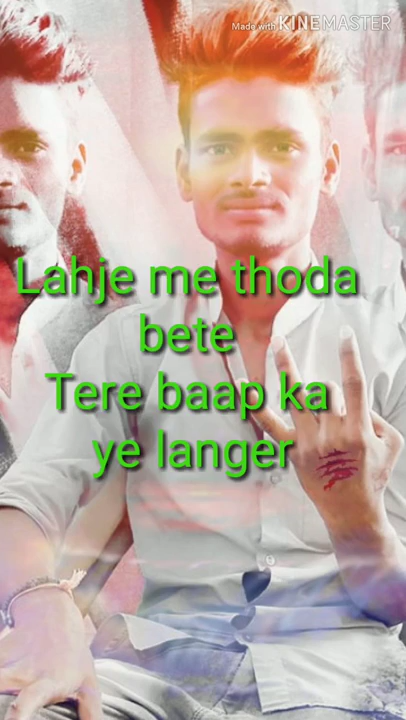 Made with KINEMASTER
Lahje me thoda
bete
Tere baap ka
ye langer